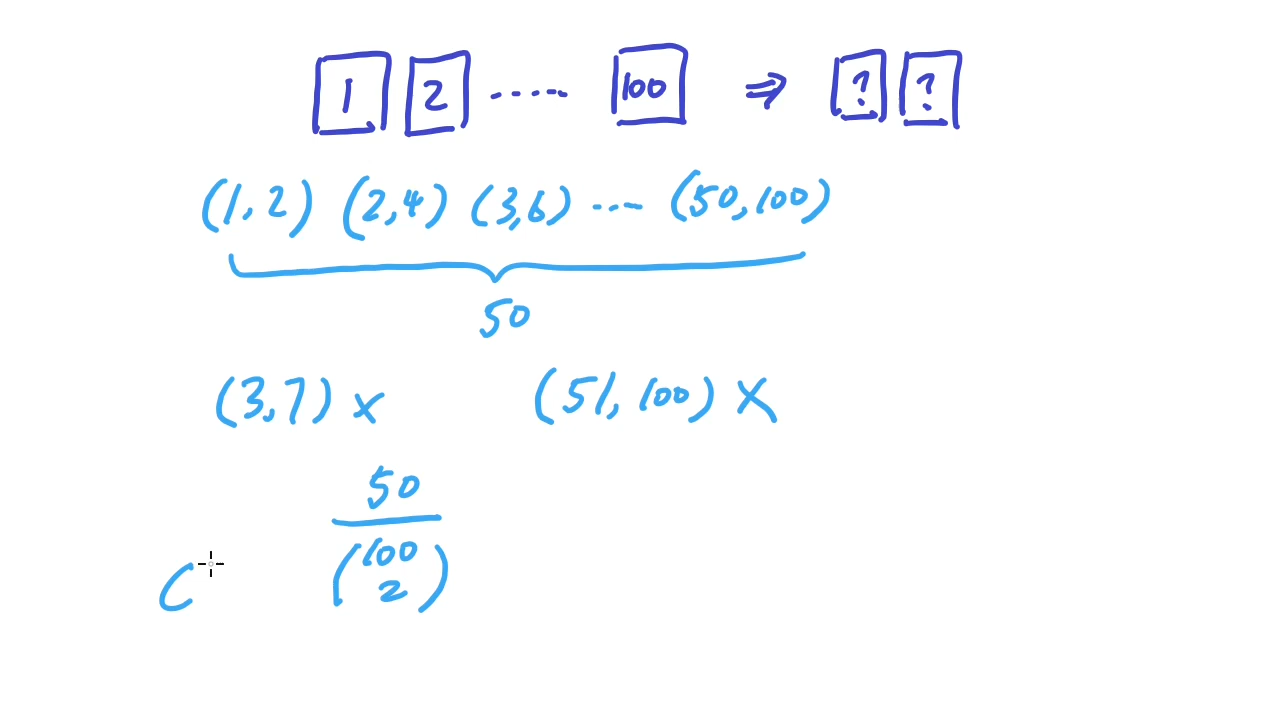 1 2 ..... 100 ⇒ ? ?
(1, 2) (2, 4) (3, 6) ... (50, 100)
50
(3, 7) x (51, 100) X
50
(100
C 2)